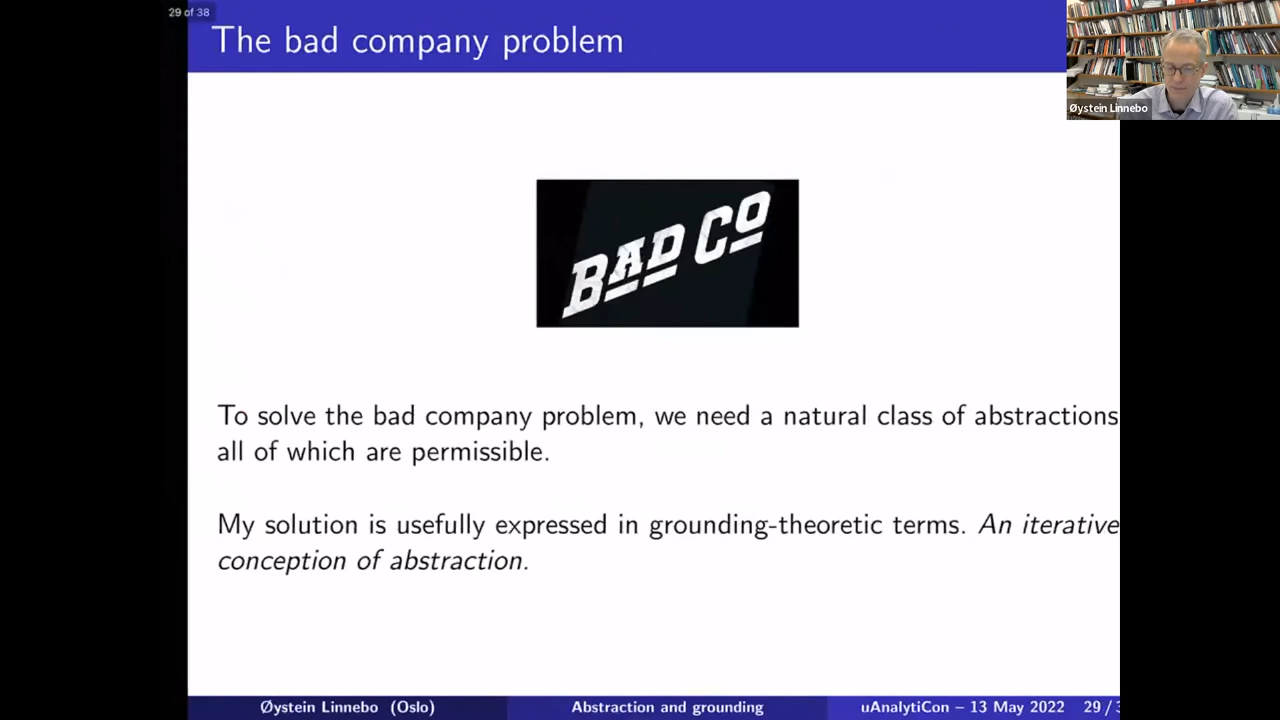 29 of 38
The bad company problem
Øystein Linnebo
BAD CO
To solve the bad company problem, we need a natural class of abstractions
all of which are permissible.
My solution is usefully expressed in grounding-theoretic terms. An iterative
conception of abstraction.
Øystein Linnebo (Oslo) Abstraction and grounding uAnalytiCon – 13 May 2022 29 /